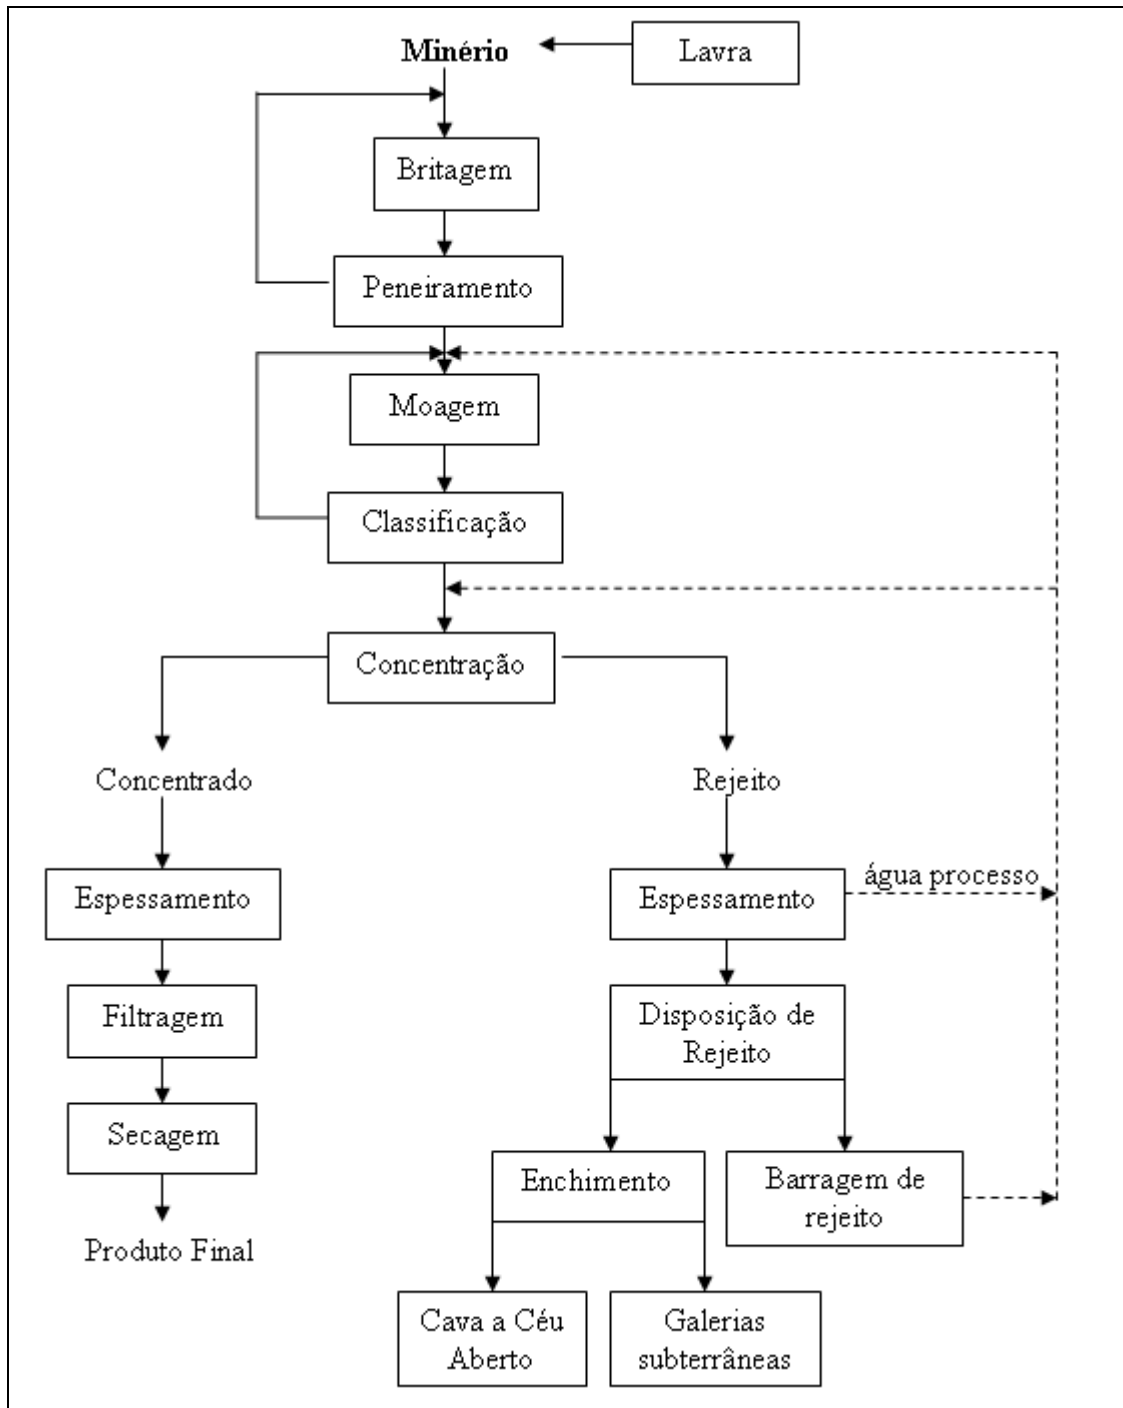 Minério
Lavra
Britagem
Peneiramento
Moagem
Classificação
Concentração
Concentrado
Rejeito
Espessamento
Espessamento
água processo
Filtragem
Disposição de
Rejeito
Secagem
Enchimento
Barragem de
rejeito
Produto Final
Cava a Céu
Aberto
Galerias
subterrâneas